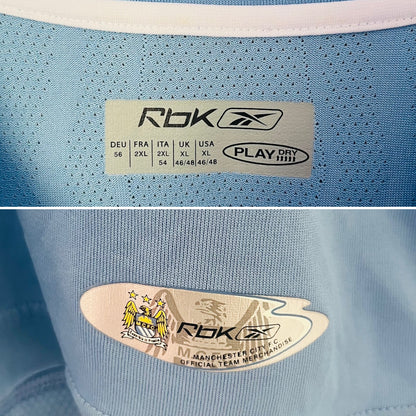 Rbk
DEU FRA ITA UK USA
56 2XL 2XL XL XL
54 46/48 46/48
PLAY DRY
Rbk
MANCHESTER CITY F.C.
OFFICIAL TEAM MERCHANDISE